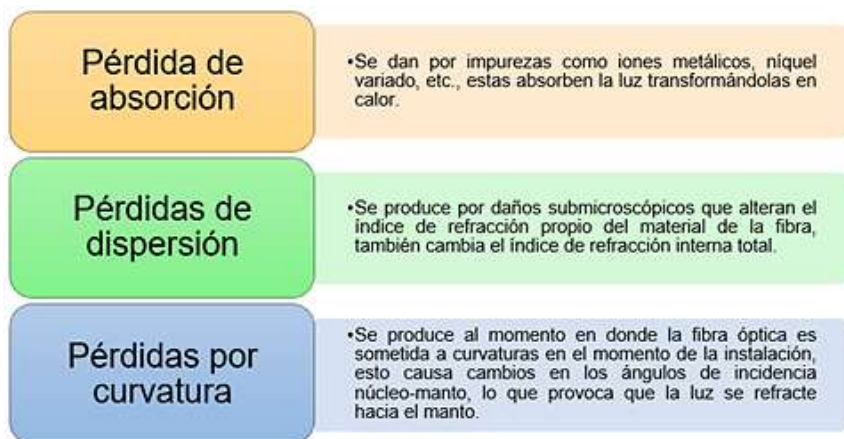 Pérdida de
absorción
•Se dan por impurezas como iones metálicos, níquel
variado, etc., estas absorben la luz transformándolas en
calor.
Pérdidas de
dispersión
•Se produce por daños submicroscópicos que alteran el
índice de refracción propio del material de la fibra,
también cambia el índice de refracción interna total.
Pérdidas por
curvatura
•Se produce al momento en donde la fibra óptica es
sometida a curvaturas en el momento de la instalación,
esto causa cambios en los ángulos de incidencia
núcleo-manto, lo que provoca que la luz se refracte
hacia el manto.